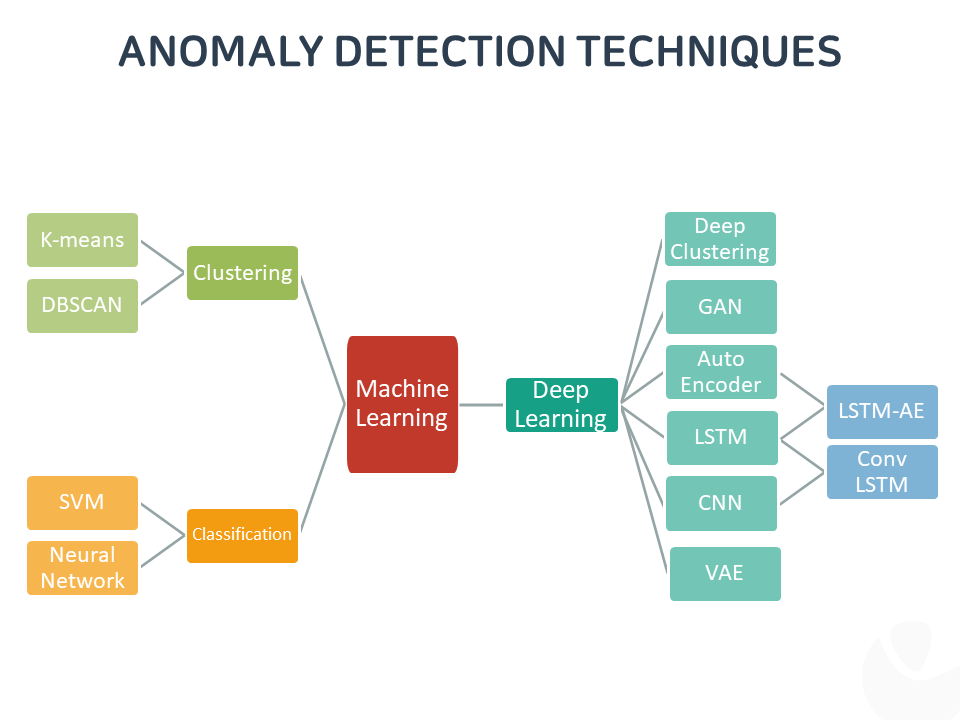 ANOMALY DETECTION TECHNIQUES
K-means
DBSCAN
Clustering
SVM
Neural
Network
Classification
Machine
Learning
Deep
Learning
Deep
Clustering
GAN
Auto
Encoder
LSTM
CNN
VAE
LSTM-AE
Conv
LSTM